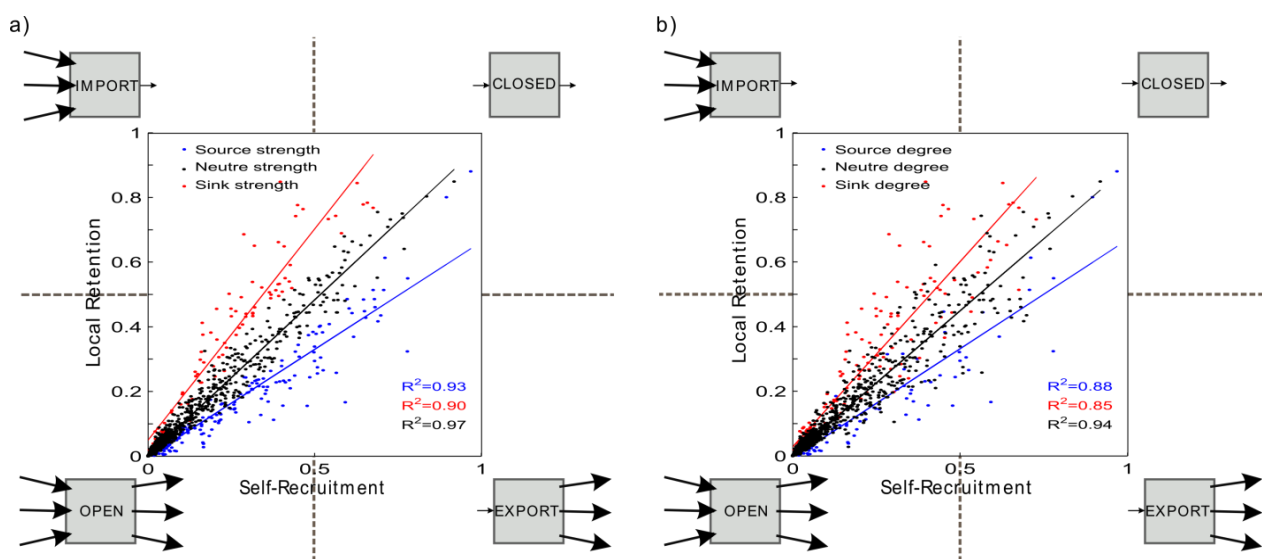 a)
IMPORT
CLOSED
1
Source strength
Neutre strength
Sink strength
0.8
0.6
0.4
0.2
0
Local Retention
R²=0.93
R²=0.90
R²=0.97
0
0.5
1
Self-Recruitment
OPEN
EXPORT
b)
IMPORT
CLOSED
1
Source degree
Neutre degree
Sink degree
0.8
0.6
0.4
0.2
0
Local Retention
R²=0.88
R²=0.85
R²=0.94
0
0.5
1
Self-Recruitment
OPEN
EXPORT